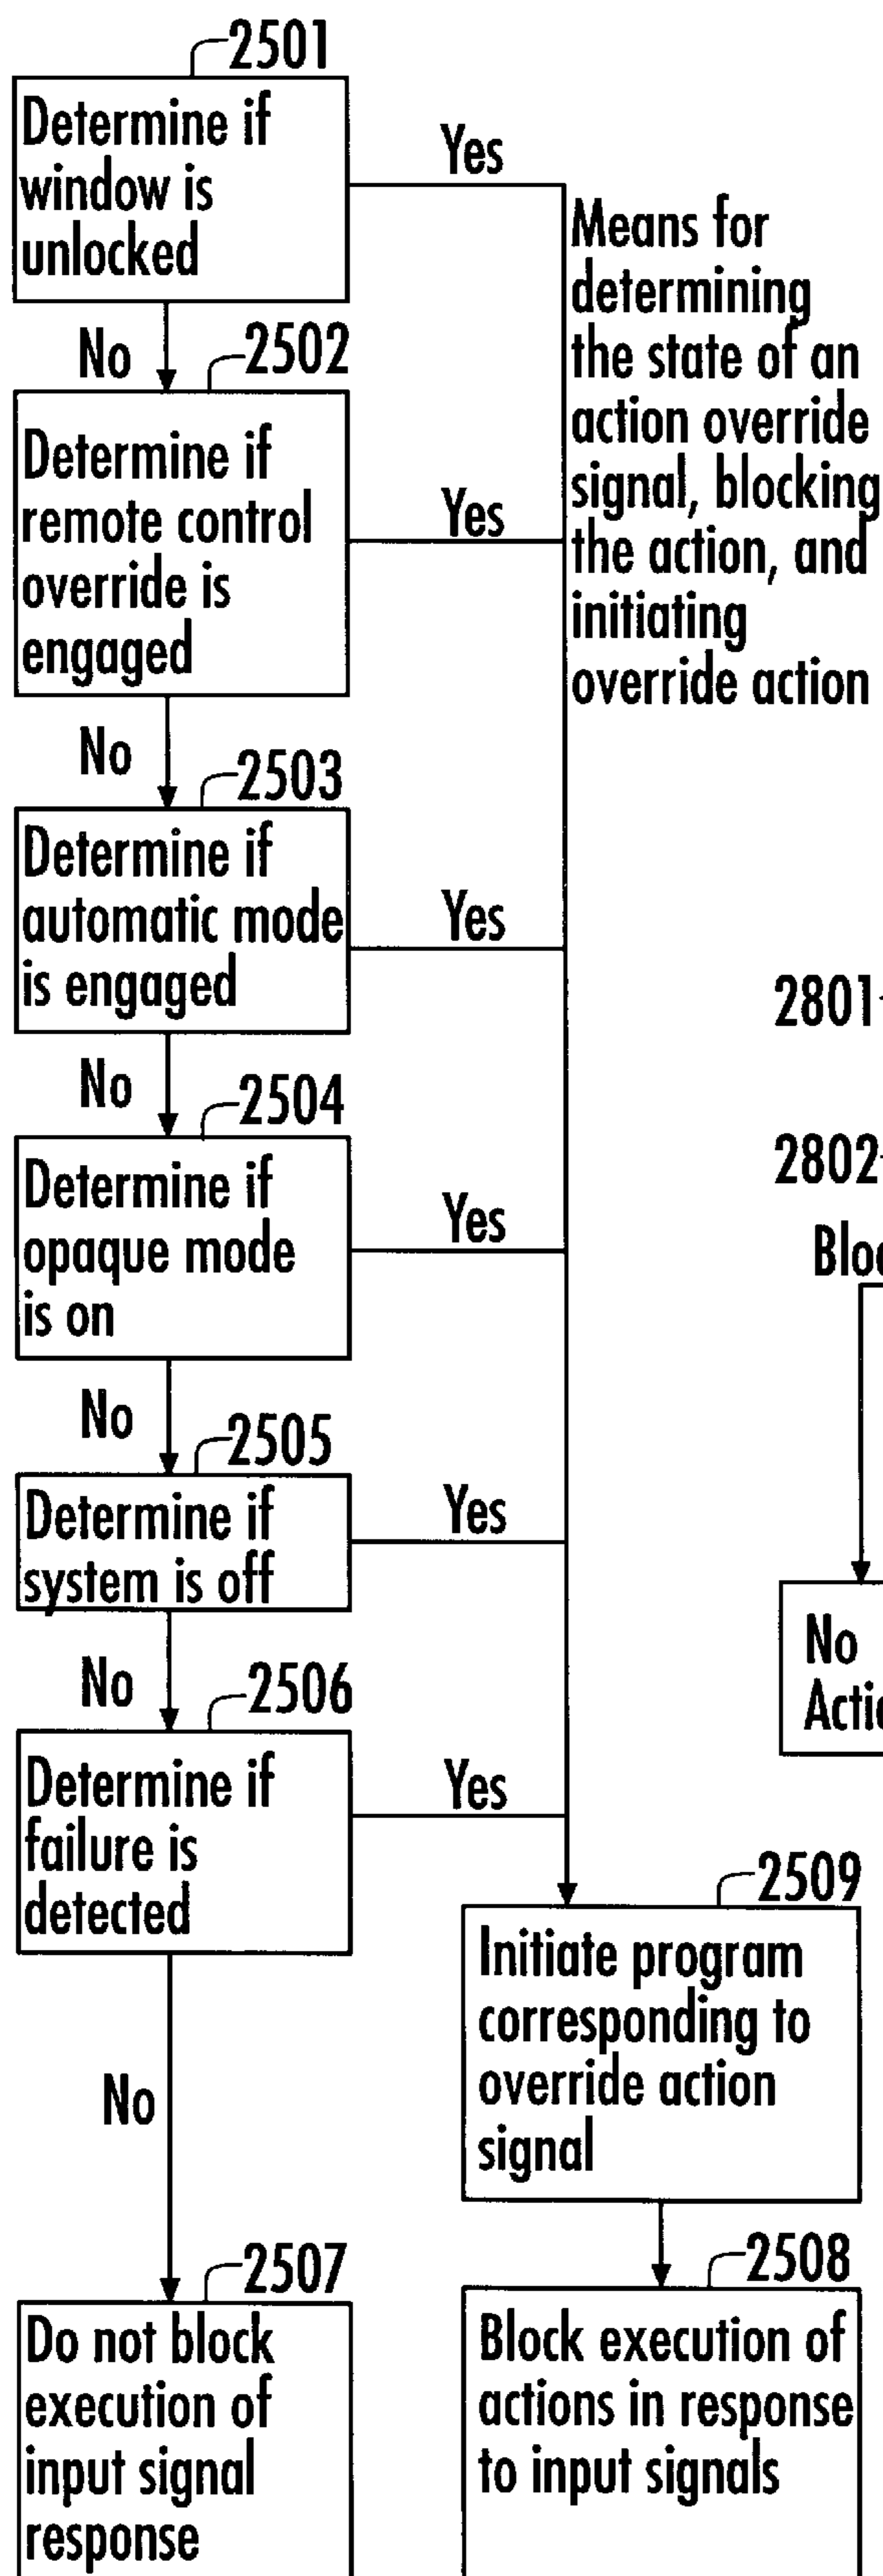 2501
Determine if
window is
unlocked
Yes
Means for
determining
the state of an
action override
signal, blocking
the action, and
initiating
override action
No
2502
Determine if
remote control
override is
engaged
Yes
No
2503
Determine if
automatic mode
is engaged
Yes
2801
No
2504
Determine if
opaque mode
is on
Yes
2802
No
2505
Determine if
system is off
Yes
No
Action
No
2506
Determine if
failure is
detected
Yes
2509
Initiate program
corresponding to
override action
signal
No
2507
Do not block
execution of
input signal
response
2508
Block execution of
actions in response
to input signals